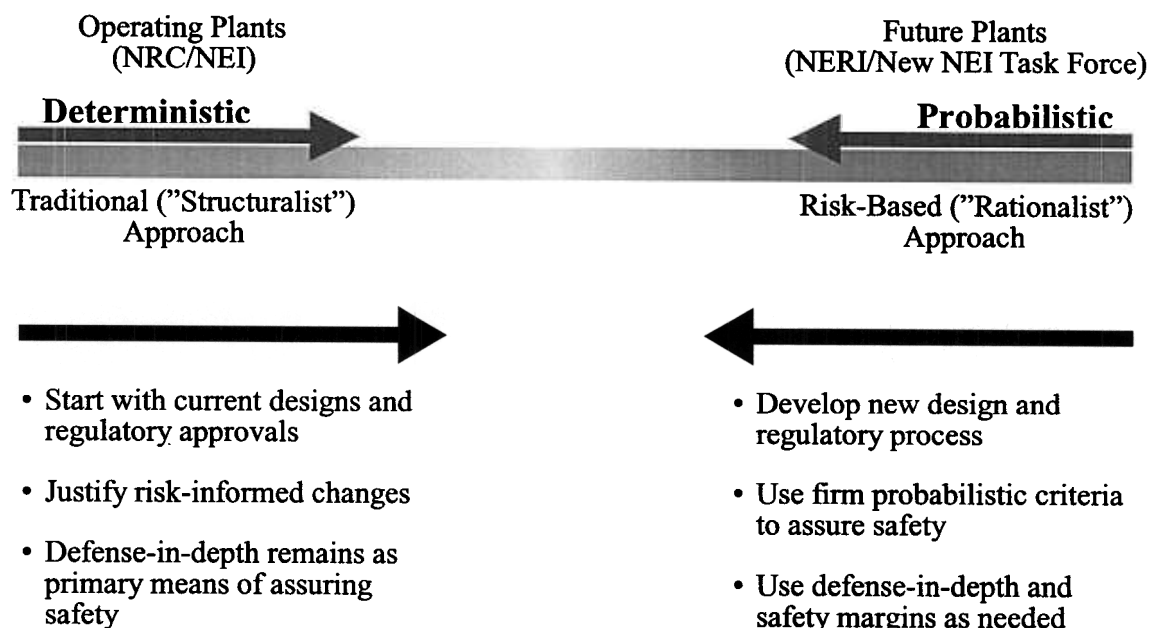 Operating Plants
(NRC/NEI)
Deterministic
Traditional ("Structuralist")
Approach
Future Plants
(NERI/New NEI Task Force)
Probabilistic
Risk-Based ("Rationalist")
Approach
• Start with current designs and
regulatory approvals
• Justify risk-informed changes
• Defense-in-depth remains as
primary means of assuring
safety
• Develop new design and
regulatory process
• Use firm probabilistic criteria
to assure safety
• Use defense-in-depth and
safety margins as needed